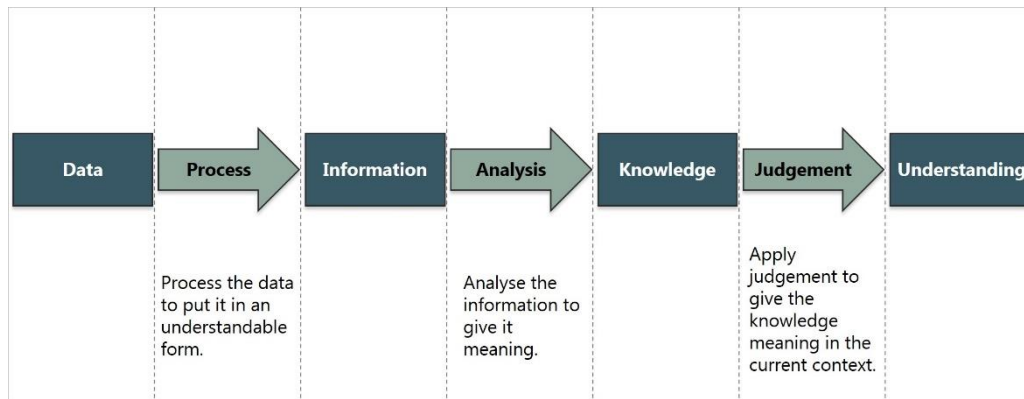 Data
Process
Information
Analysis
Knowledge
Judgement
Understanding
Process the data
to put it in an
understandable
form.
Analyse the
information to
give it
meaning.
Apply
judgement to
give the
knowledge
meaning in the
current context.